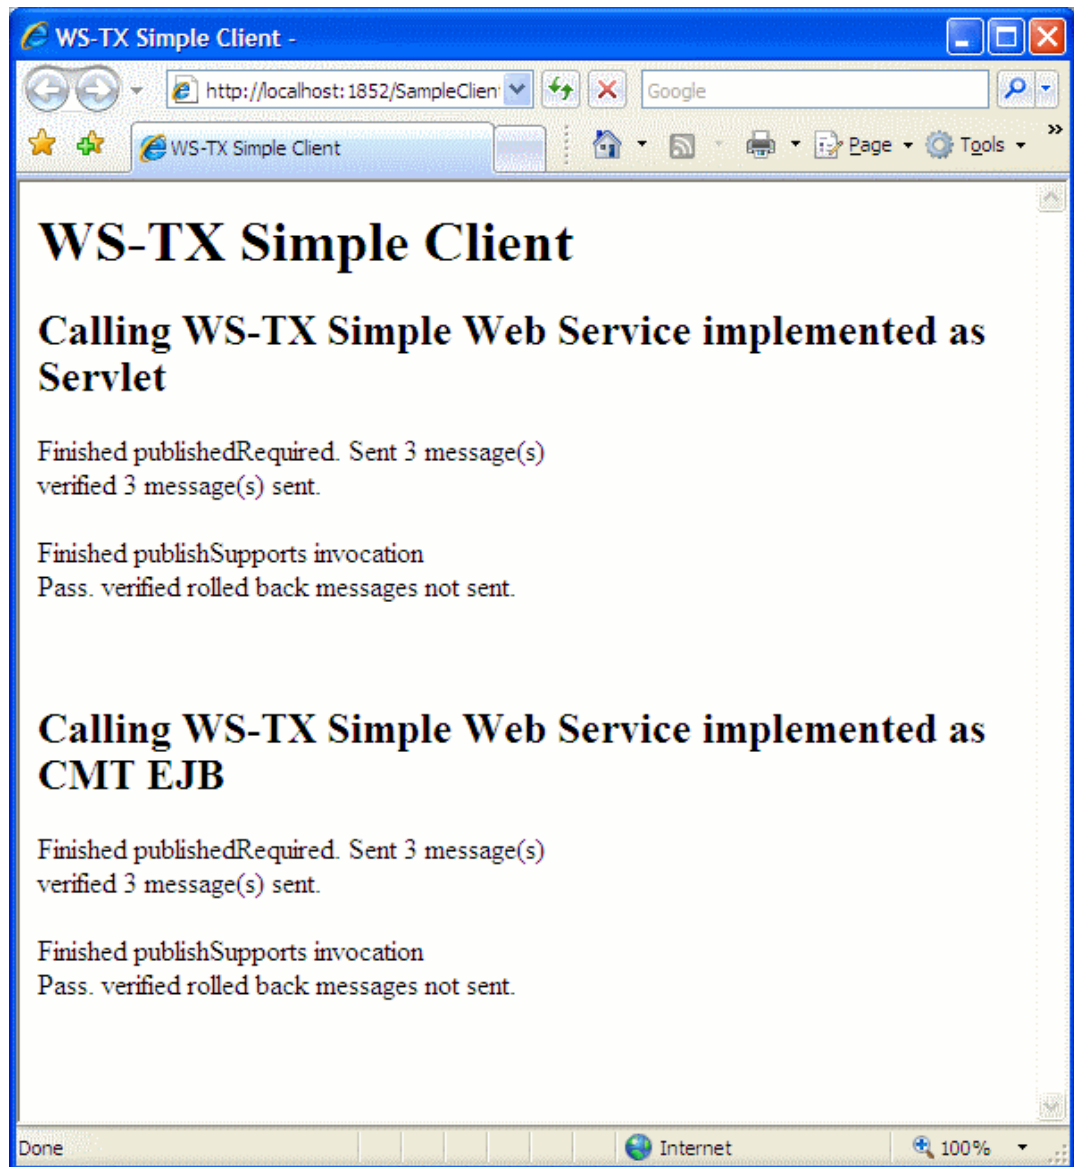 WS-TX Simple Client -
http://localhost:1852/SampleClien
Google
WS-TX Simple Client
Page
Tools
WS-TX Simple Client
Calling WS-TX Simple Web Service implemented as
Servlet
Finished publishedRequired. Sent 3 message(s)
verified 3 message(s) sent.
Finished publishSupports invocation
Pass. verified rolled back messages not sent.
Calling WS-TX Simple Web Service implemented as
CMT EJB
Finished publishedRequired. Sent 3 message(s)
verified 3 message(s) sent.
Finished publishSupports invocation
Pass. verified rolled back messages not sent.
Done
Internet
100%